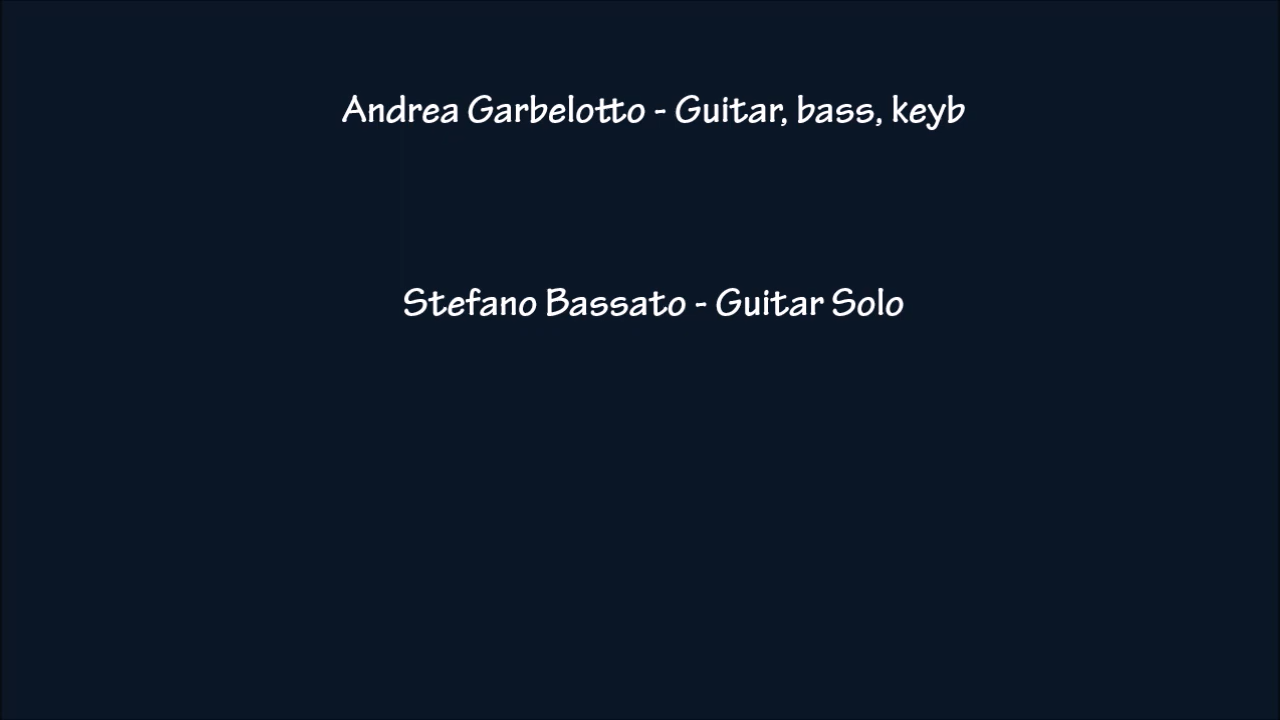 Andrea Garbelotto - Guitar, bass, keyb
Stefano Bassato - Guitar Solo